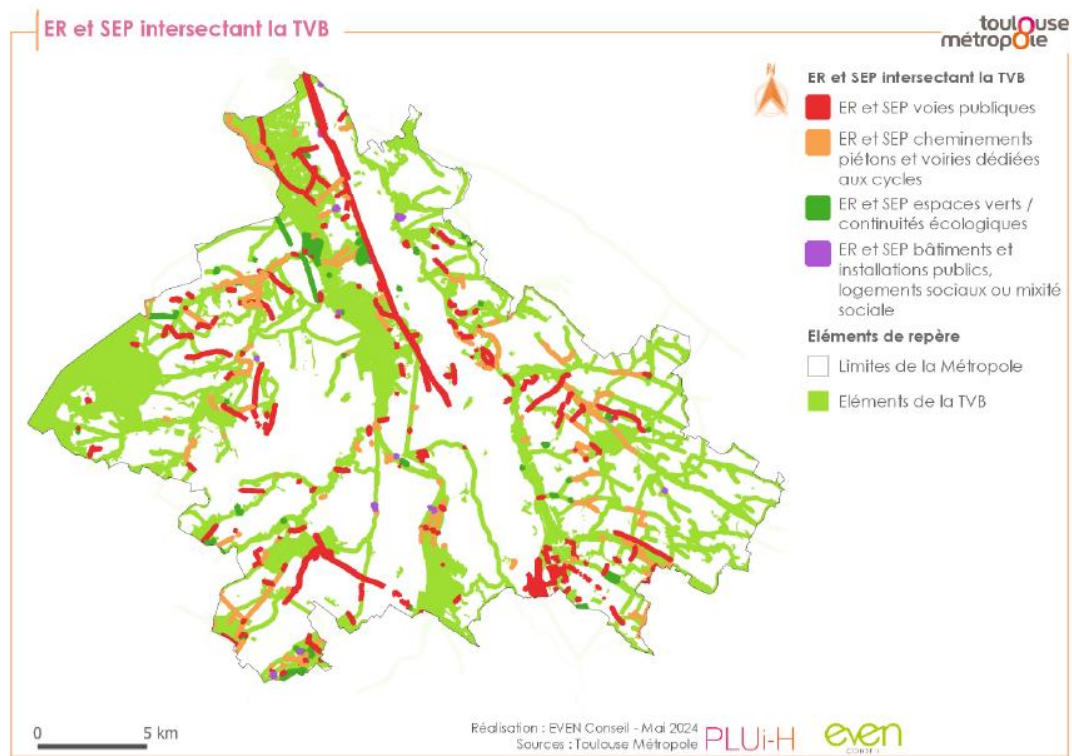 ER et SEP intersectant la TVB
toulouse
métropole
N
ER et SEP intersectant la TVB
ER et SEP voies publiques
ER et SEP cheminements
piétons et voiries dédiées
aux cycles
ER et SEP espaces verts /
continuités écologiques
ER et SEP bâtiments et
installations publics,
logements sociaux ou mixité
sociale
Eléments de repère
Limites de la Métropole
Eléments de la TVB
0 5 km
Réalisation : EVEN Conseil - Mai 2024
Sources : Toulouse Métropole
PLUi-H
even
CONSEIL